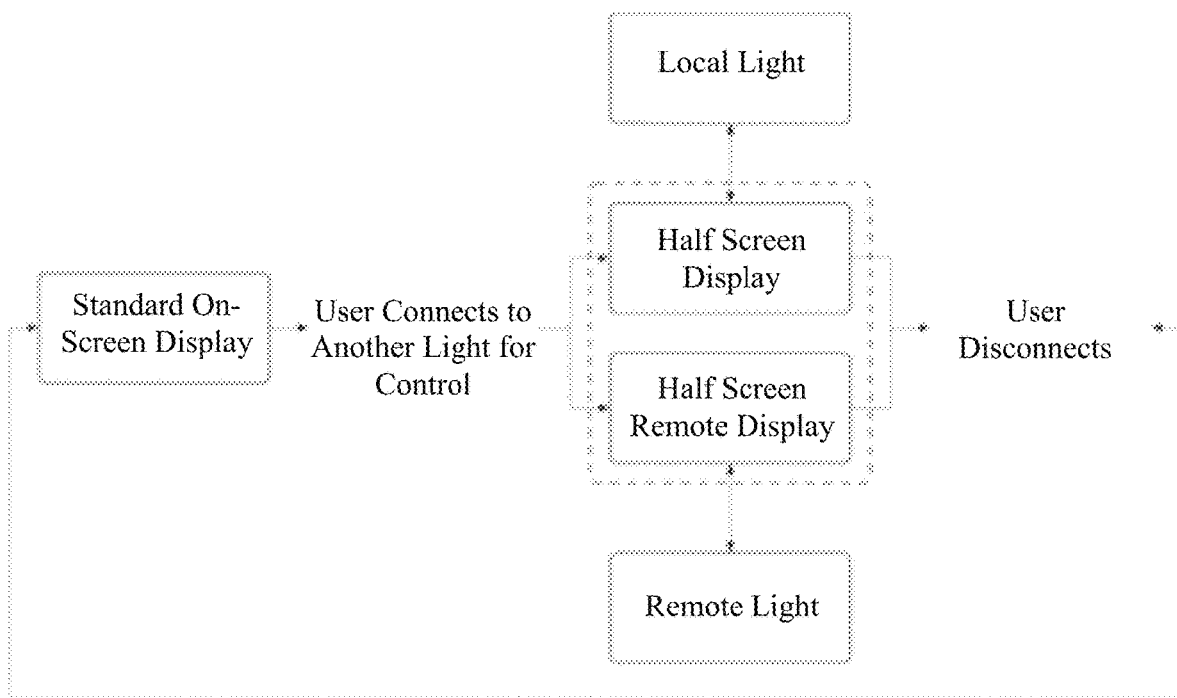 Local Light
Half Screen
Display
Standard On-
Screen Display
User Connects to
Another Light for
Control
User
Disconnects
Half Screen
Remote Display
Remote Light